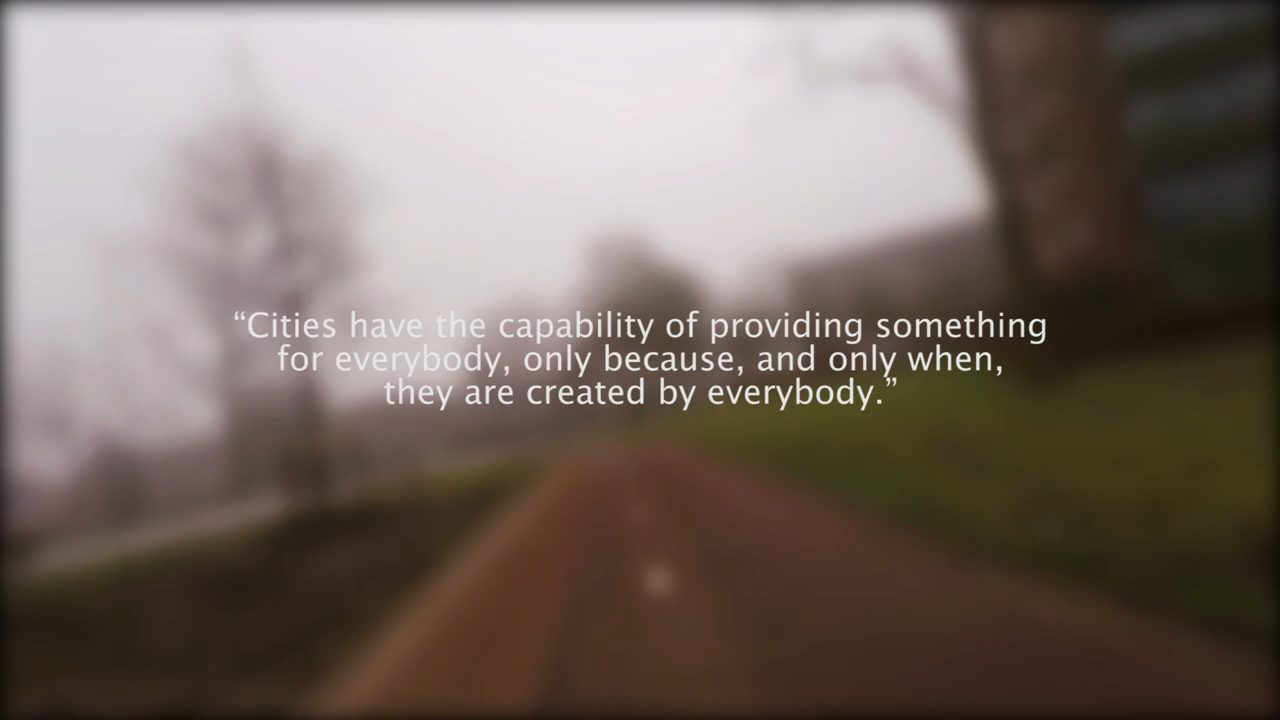 “Cities have the capability of providing something
for everybody, only because, and only when,
they are created by everybody.”